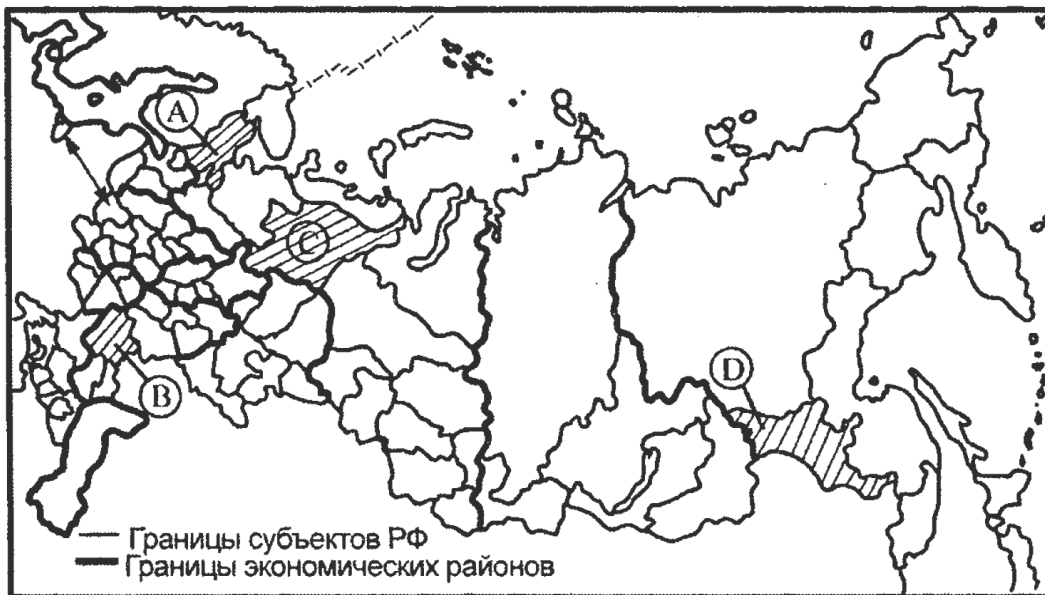 A
C
D
B
Границы субъектов РФ
Границы экономических районов